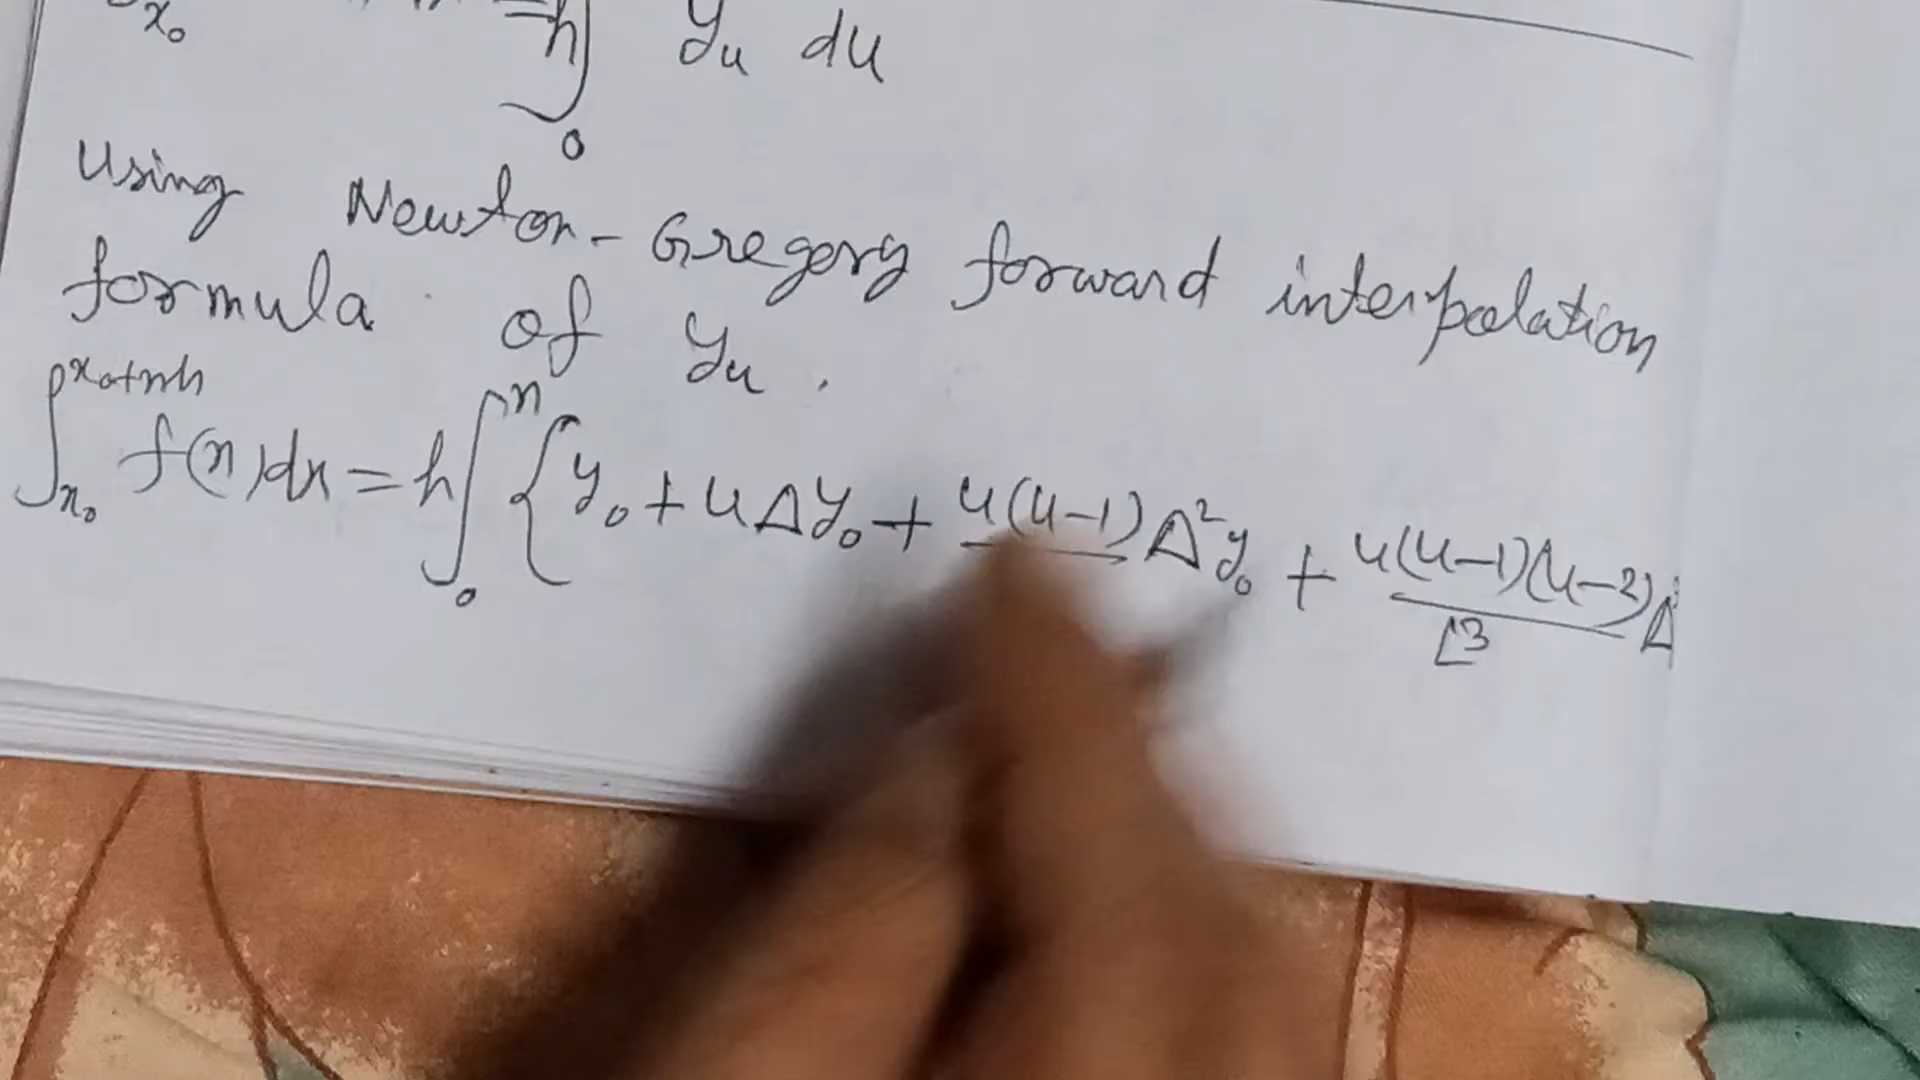 x₀ = h∫₀ yᵤ du
Using Newton-Gregory forward interpolation
formula of yᵤ.
∫ₓ₀^(x₀+nh) f(x)dx = h∫₀ⁿ { y₀ + uΔy₀ + u(u-1) Δ²y₀ + u(u-1)(u-2)/⌊3 Δ